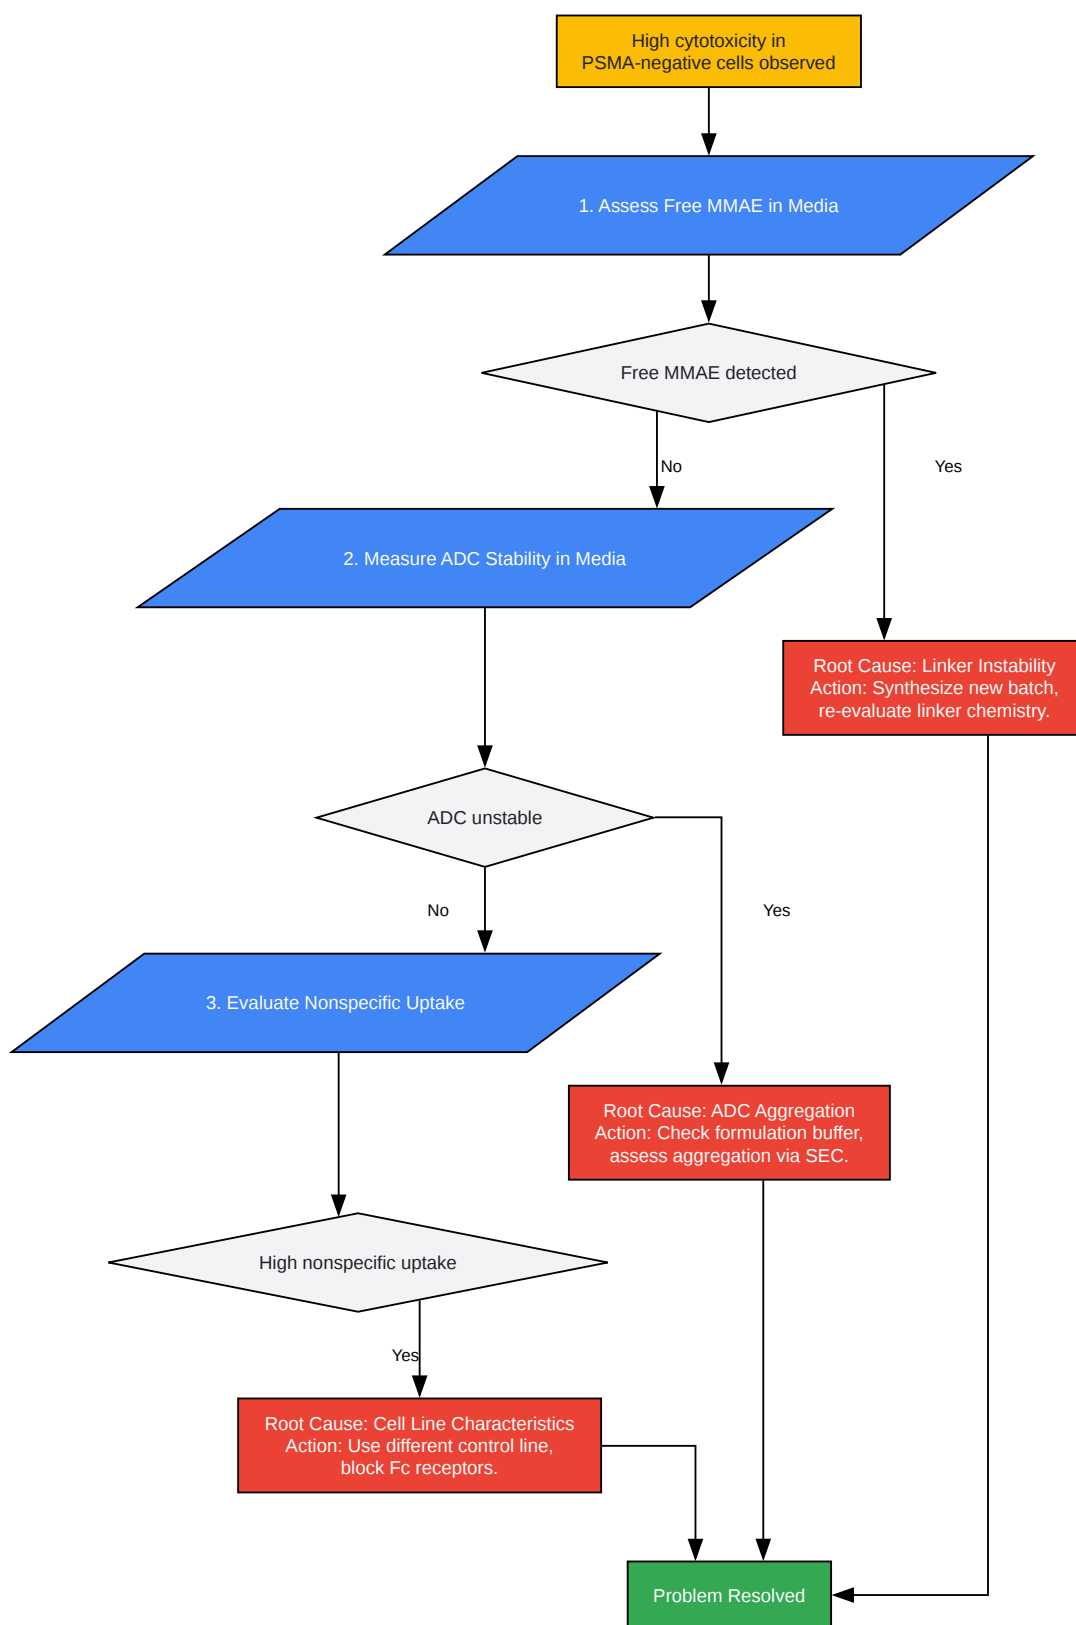 High cytotoxicity in
PSMA-negative cells observed
1. Assess Free MMAE in Media
Free MMAE detected
No
Yes
2. Measure ADC Stability in Media
Root Cause: Linker Instability
Action: Synthesize new batch,
re-evaluate linker chemistry.
ADC unstable
No
Yes
3. Evaluate Nonspecific Uptake
Root Cause: ADC Aggregation
Action: Check formulation buffer,
assess aggregation via SEC.
High nonspecific uptake
Yes
Root Cause: Cell Line Characteristics
Action: Use different control line,
block Fc receptors.
Problem Resolved